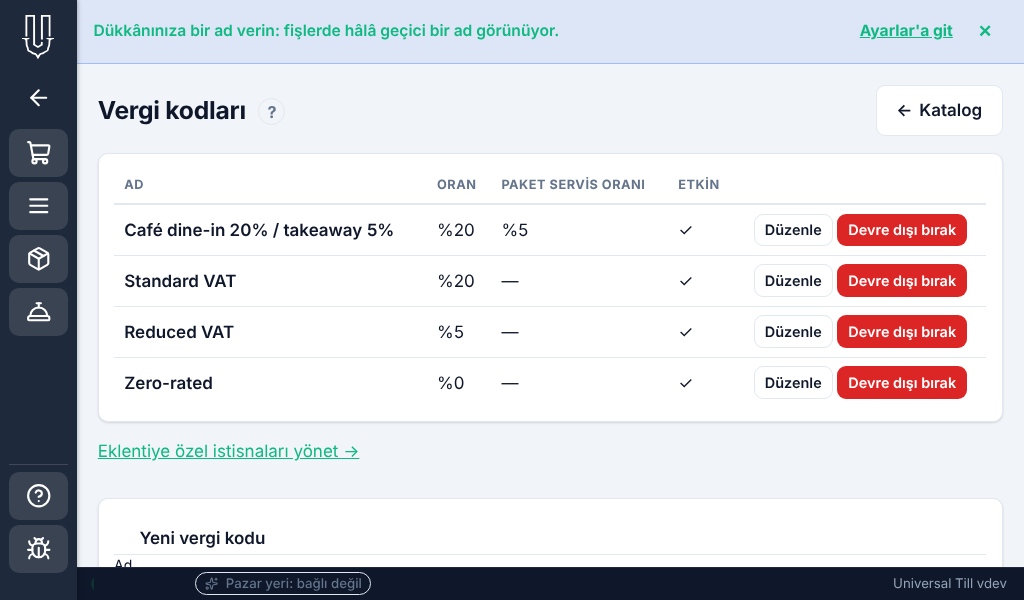 Dükkânınıza bir ad verin: fişlerde hâlâ geçici bir ad görünüyor.
Ayarlar'a git ✕
Vergi kodları ?
← Katalog
AD ORAN PAKET SERVİS ORANI ETKİN
Café dine-in 20% / takeaway 5% %20 %5 ✓ Düzenle Devre dışı bırak
Standard VAT %20 — ✓ Düzenle Devre dışı bırak
Reduced VAT %5 — ✓ Düzenle Devre dışı bırak
Zero-rated %0 — ✓ Düzenle Devre dışı bırak
Eklentiye özel istisnaları yönet →
Yeni vergi kodu
Ad
Pazar yeri: bağlı değil
Universal Till vdev